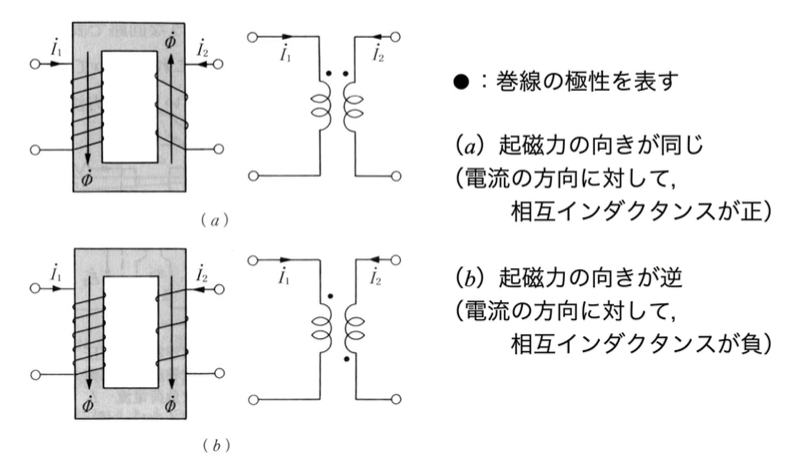 İ₁
Φ̇
İ₂
Φ̇
İ₁
İ₂
(a)
İ₁
İ₂
Φ̇
Φ̇
İ₁
İ₂
(b)
●：巻線の極性を表す
（a）起磁力の向きが同じ
（電流の方向に対して，
相互インダクタンスが正）
（b）起磁力の向きが逆
（電流の方向に対して，
相互インダクタンスが負）